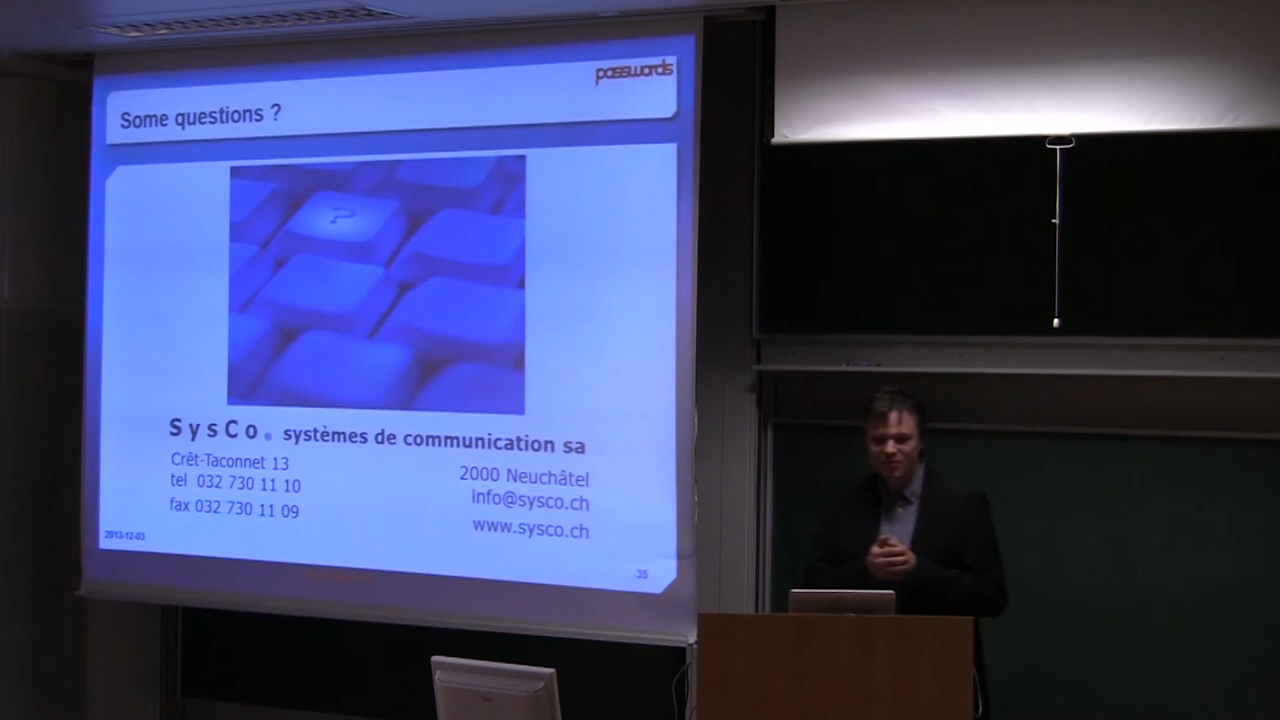 passwords
Some questions ?
?
SysCo® systèmes de communication sa
Crêt-Taconnet 13
2000 Neuchâtel
tel 032 730 11 10
info@sysco.ch
fax 032 730 11 09
www.sysco.ch
2013-12-03
35